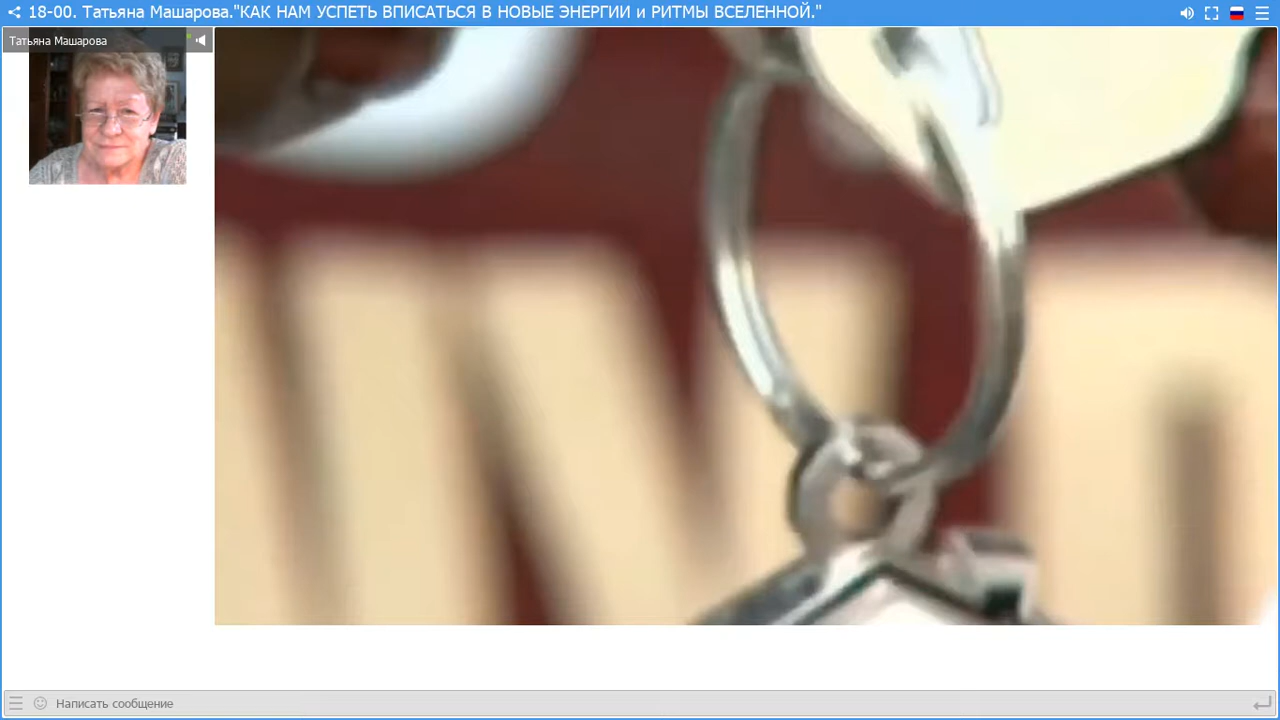 18-00. Татьяна Машарова."КАК НАМ УСПЕТЬ ВПИСАТЬСЯ В НОВЫЕ ЭНЕРГИИ и РИТМЫ ВСЕЛЕННОЙ."
Татьяна Машарова
Написать сообщение